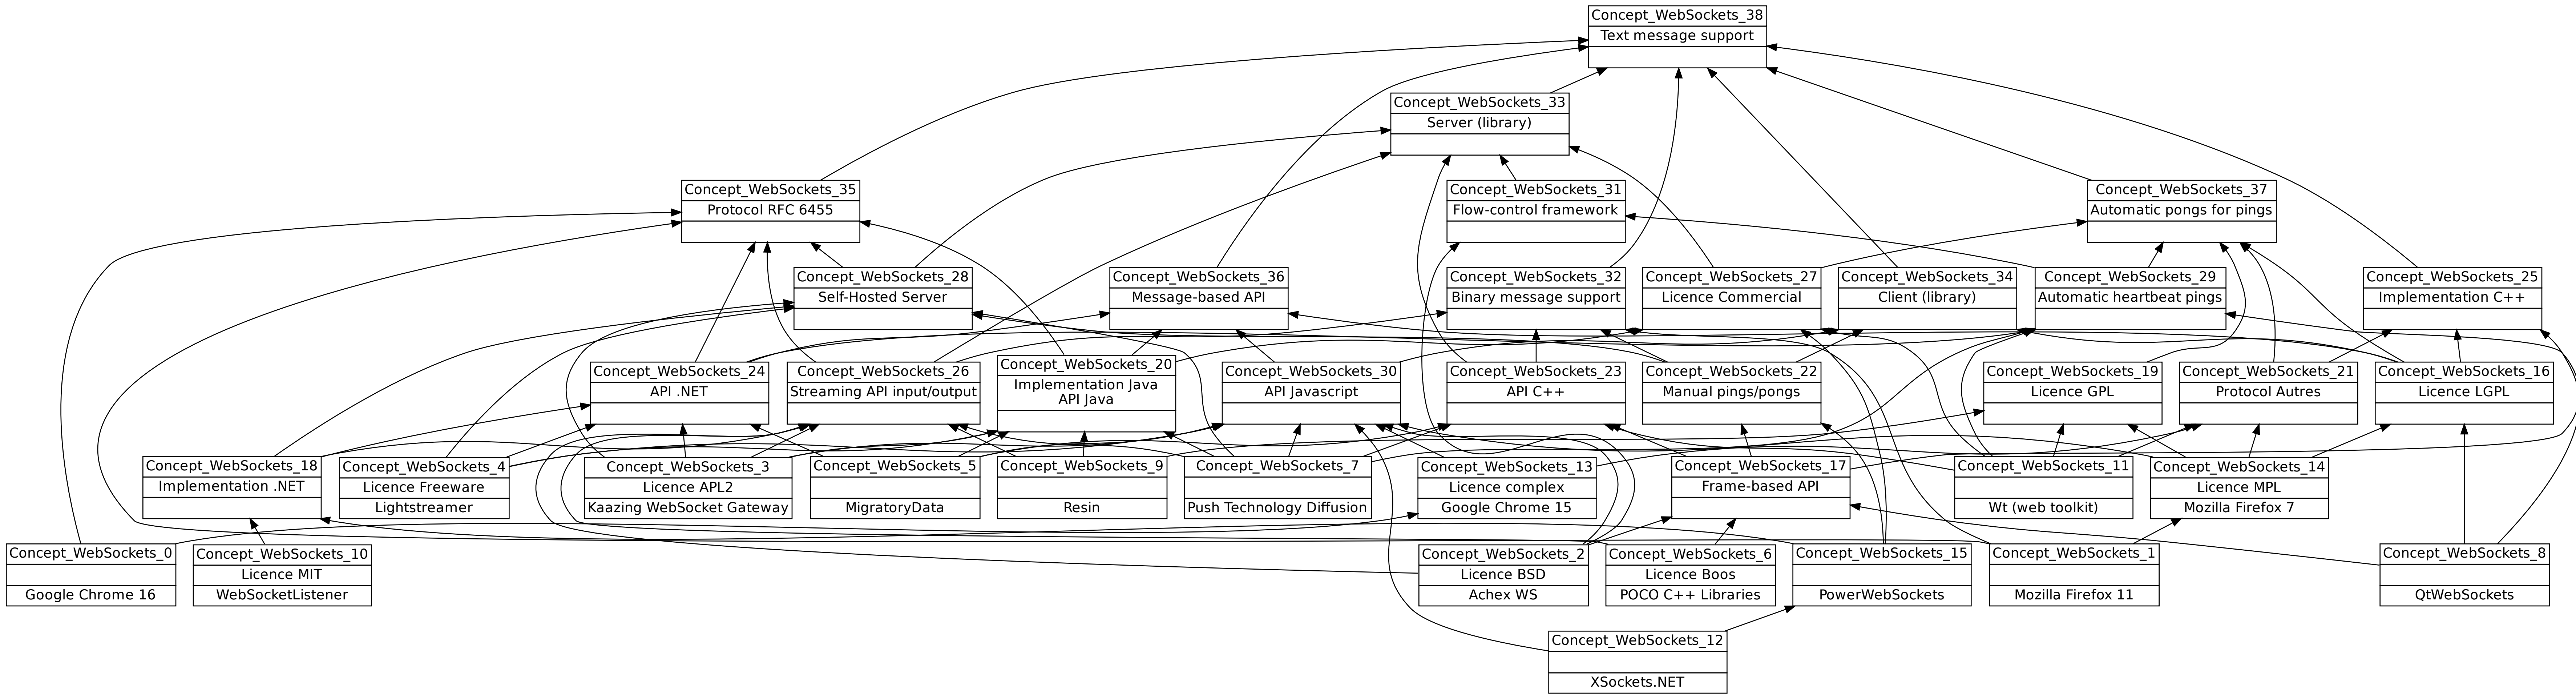 Concept_WebSockets_38
Text message support
Concept_WebSockets_33
Server (library)
Concept_WebSockets_35
Protocol RFC 6455
Concept_WebSockets_31
Flow-control framework
Concept_WebSockets_37
Automatic pongs for pings
Concept_WebSockets_28
Self-Hosted Server
Concept_WebSockets_36
Message-based API
Concept_WebSockets_32
Binary message support
Concept_WebSockets_27
Licence Commercial
Concept_WebSockets_34
Client (library)
Concept_WebSockets_29
Automatic heartbeat pings
Concept_WebSockets_25
Implementation C++
Concept_WebSockets_24
API .NET
Concept_WebSockets_26
Streaming API input/output
Concept_WebSockets_20
Implementation Java
API Java
Concept_WebSockets_30
API Javascript
Concept_WebSockets_23
API C++
Concept_WebSockets_22
Manual pings/pongs
Concept_WebSockets_19
Licence GPL
Concept_WebSockets_21
Protocol Autres
Concept_WebSockets_16
Licence LGPL
Concept_WebSockets_18
Implementation .NET
Concept_WebSockets_4
Licence Freeware
Lightstreamer
Concept_WebSockets_3
Licence APL2
Kaazing WebSocket Gateway
Concept_WebSockets_5
MigratoryData
Concept_WebSockets_9
Resin
Concept_WebSockets_7
Push Technology Diffusion
Concept_WebSockets_13
Licence complex
Google Chrome 15
Concept_WebSockets_17
Frame-based API
Concept_WebSockets_11
Wt (web toolkit)
Concept_WebSockets_14
Licence MPL
Mozilla Firefox 7
Concept_WebSockets_0
Google Chrome 16
Concept_WebSockets_10
Licence MIT
WebSocketListener
Concept_WebSockets_2
Licence BSD
Achex WS
Concept_WebSockets_6
Licence Boos
POCO C++ Libraries
Concept_WebSockets_15
PowerWebSockets
Concept_WebSockets_1
Mozilla Firefox 11
Concept_WebSockets_8
QtWebSockets
Concept_WebSockets_12
XSockets.NET